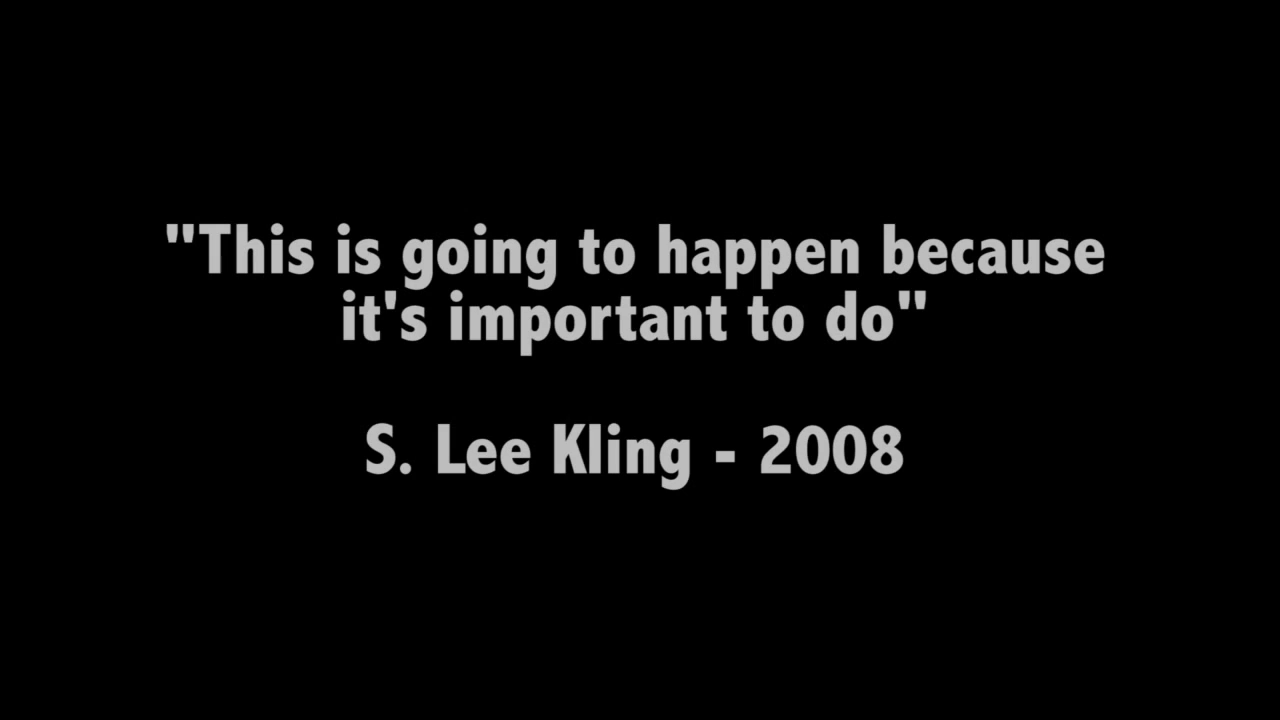 "This is going to happen because
it's important to do"
S. Lee Kling - 2008